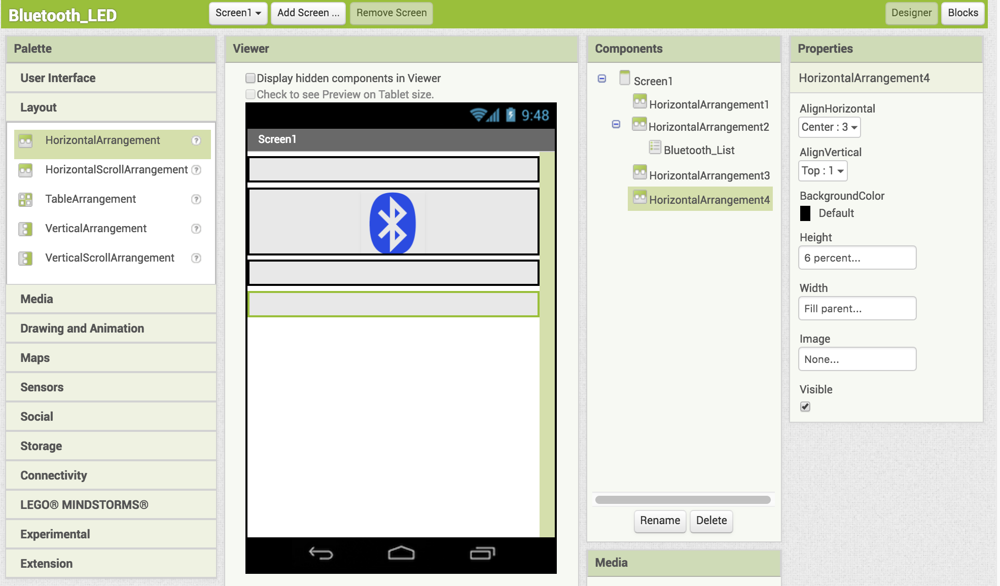 Bluetooth_LED
Screen1
Add Screen ...
Remove Screen
Designer
Blocks
Palette
User Interface
Layout
HorizontalArrangement
?
HorizontalScrollArrangement
?
TableArrangement
?
VerticalArrangement
?
VerticalScrollArrangement
?
Media
Drawing and Animation
Maps
Sensors
Social
Storage
Connectivity
LEGO® MINDSTORMS®
Experimental
Extension
Viewer
Display hidden components in Viewer
Check to see Preview on Tablet size.
9:48
Screen1
Components
Screen1
HorizontalArrangement1
HorizontalArrangement2
Bluetooth_List
HorizontalArrangement3
HorizontalArrangement4
Rename
Delete
Media
Properties
HorizontalArrangement4
AlignHorizontal
Center : 3
AlignVertical
Top : 1
BackgroundColor
Default
Height
6 percent...
Width
Fill parent...
Image
None...
Visible